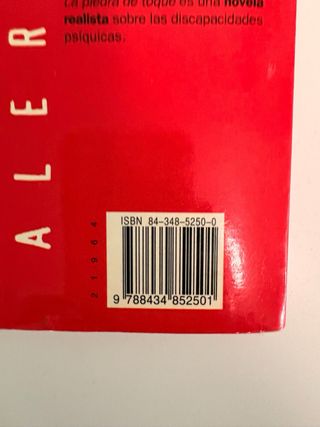 La piedra de toque es una novela
realista sobre las discapacidades
psíquicas.
ALER
21964
ISBN 84-348-5250-0
9 788434 852501